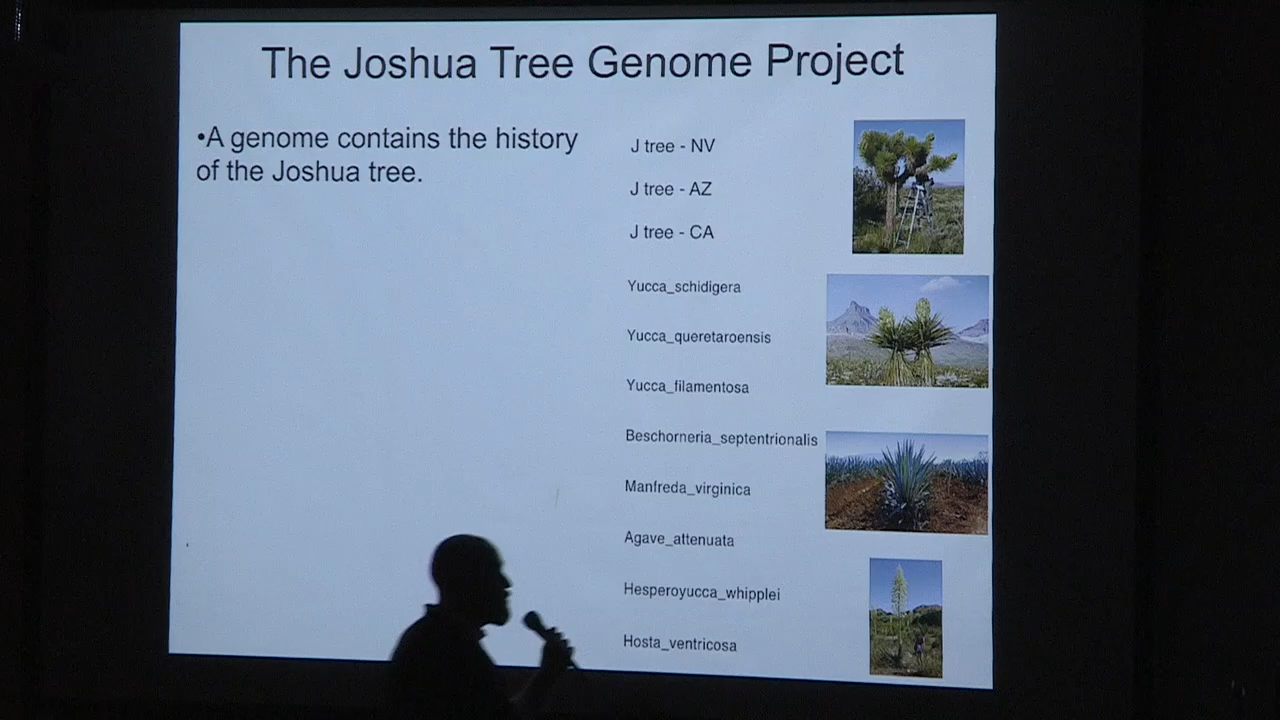 The Joshua Tree Genome Project
•A genome contains the history
of the Joshua tree.
J tree - NV
J tree - AZ
J tree - CA
Yucca_schidigera
Yucca_queretaroensis
Yucca_filamentosa
Beschorneria_septentrionalis
Manfreda_virginica
Agave_attenuata
Hesperoyucca_whipplei
Hosta_ventricosa